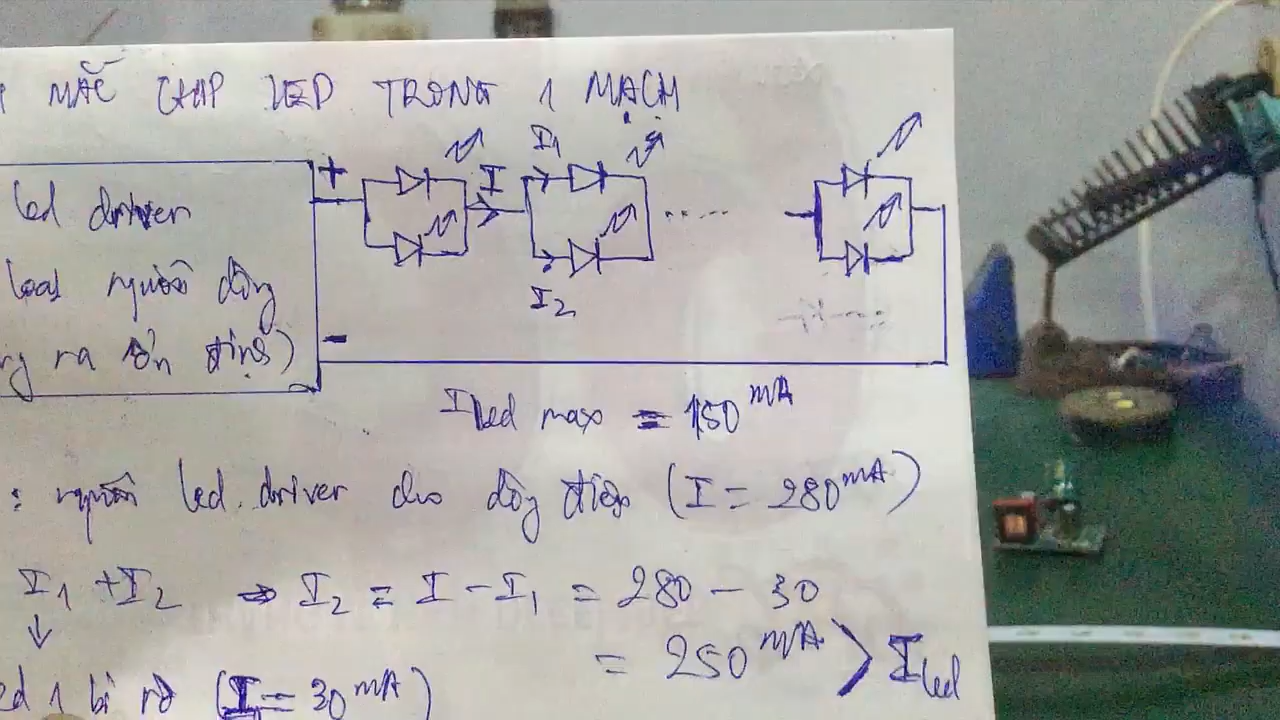 MẮC CHIP LED TRONG 1 MẠCH
+ I I1
led driver
loại nguồn dòng
I2
ra ổn định)
-
I led max = 150 mA
: nguồn led driver cho dòng điện (I = 280 mA)
I1 + I2 ⇒ I2 = I - I1 = 280 - 30
↓
= 250 mA > I led
1 bị rò (I = 30 mA)